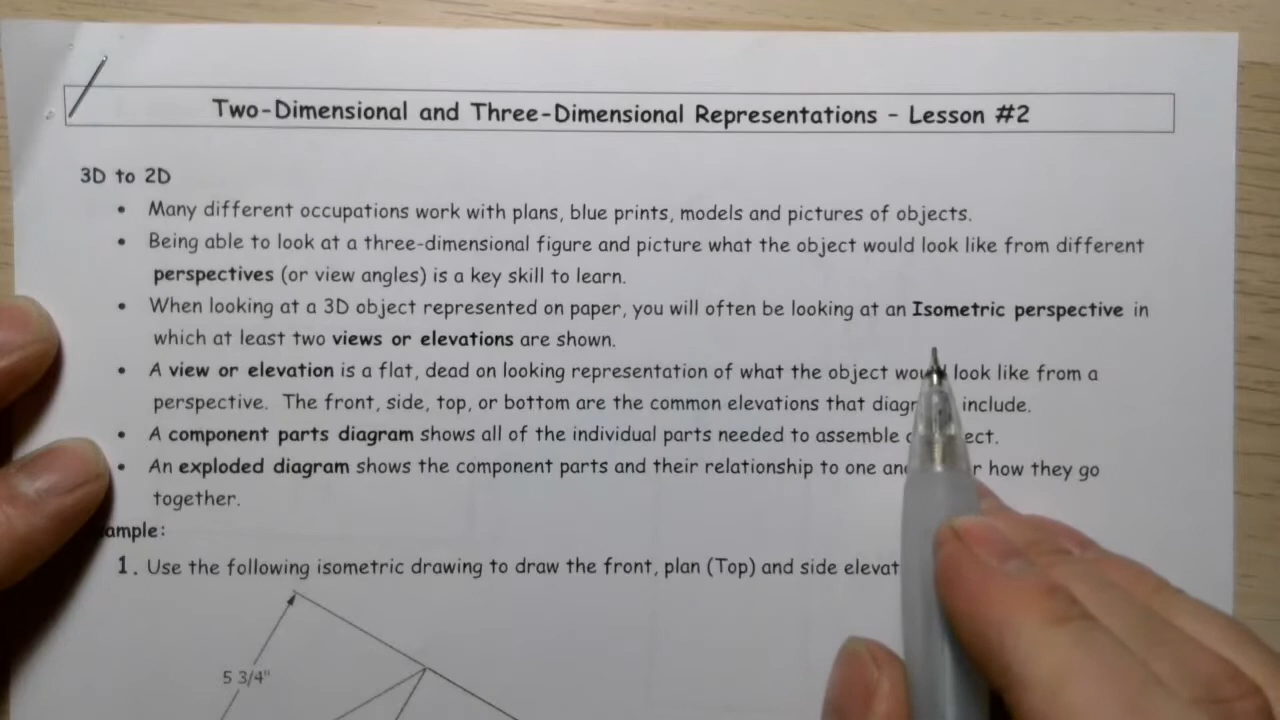 Two-Dimensional and Three-Dimensional Representations - Lesson #2
3D to 2D
• Many different occupations work with plans, blue prints, models and pictures of objects.
• Being able to look at a three-dimensional figure and picture what the object would look like from different
perspectives (or view angles) is a key skill to learn.
• When looking at a 3D object represented on paper, you will often be looking at an Isometric perspective in
which at least two views or elevations are shown.
• A view or elevation is a flat, dead on looking representation of what the object would look like from a
perspective. The front, side, top, or bottom are the common elevations that include.
• A component parts diagram shows all of the individual parts needed to assemble
• An exploded diagram shows the component parts and their relationship to one how they go
together.
1. Use the following isometric drawing to draw the front, plan (Top) and side
5 3/4"